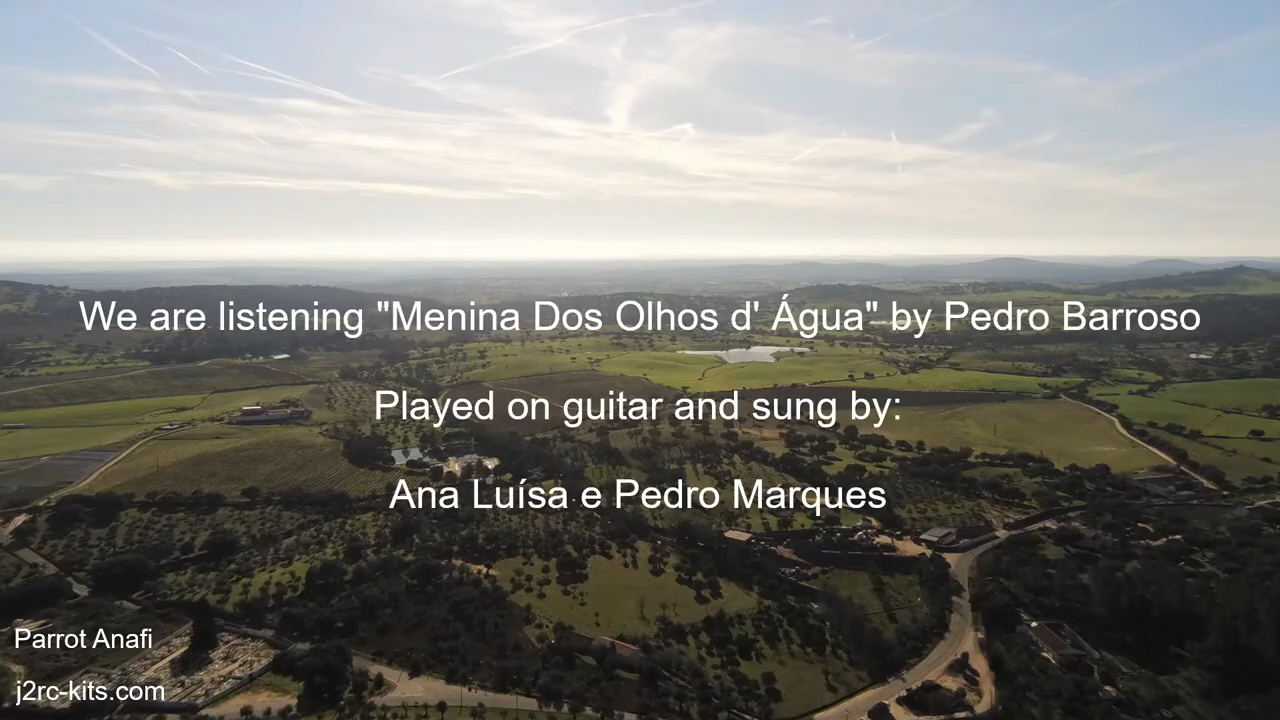 We are listening "Menina Dos Olhos d' Água" by Pedro Barroso
Played on guitar and sung by:
Ana Luísa e Pedro Marques
Parrot Anafi
j2rc-kits.com